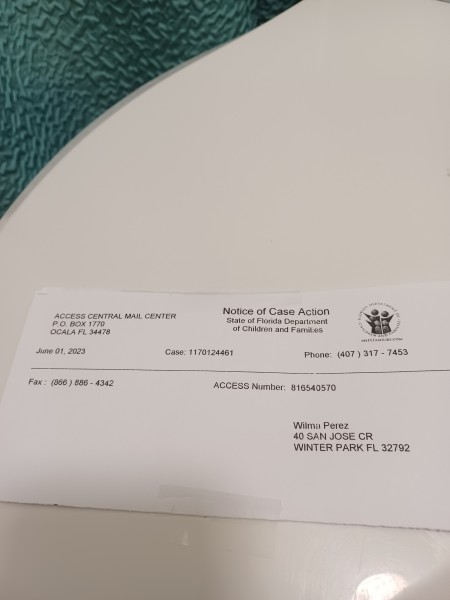 ACCESS CENTRAL MAIL CENTER
P.O. BOX 1770
OCALA FL 34478
Notice of Case Action
State of Florida Department
of Children and Families
June 01, 2023
Case: 1170124461
Phone: (407 ) 317 - 7453
Fax : (866 ) 886 - 4342
ACCESS Number: 816540570
Wilma Perez
40 SAN JOSE CR
WINTER PARK FL 32792